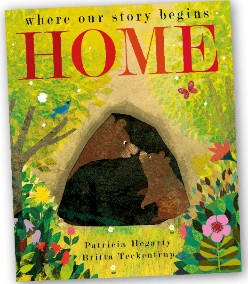 where our story begins
HOME
Patricia Hegarty
Britta Teckentrup